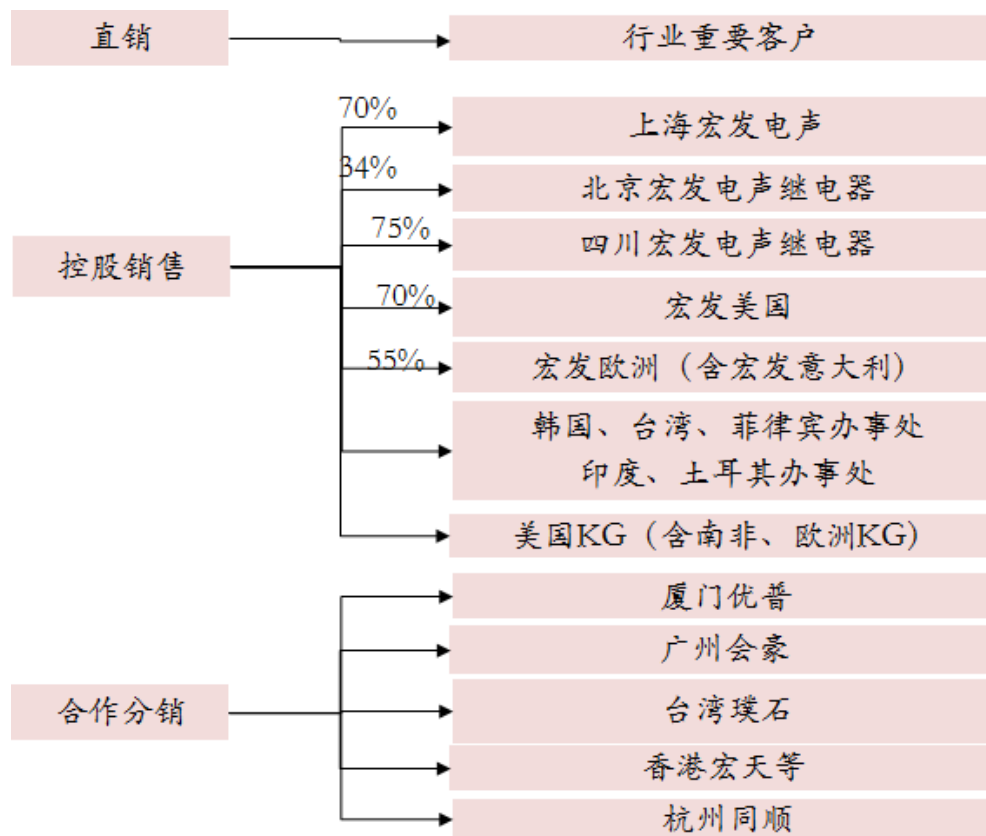 直销
行业重要客户
70%
上海宏发电声
34%
北京宏发电声继电器
75%
四川宏发电声继电器
控股销售
70%
宏发美国
55%
宏发欧洲（含宏发意大利）
韩国、台湾、菲律宾办事处
印度、土耳其办事处
美国KG（含南非、欧洲KG）
厦门优普
广州会豪
合作分销
台湾璞石
香港宏天等
杭州同顺